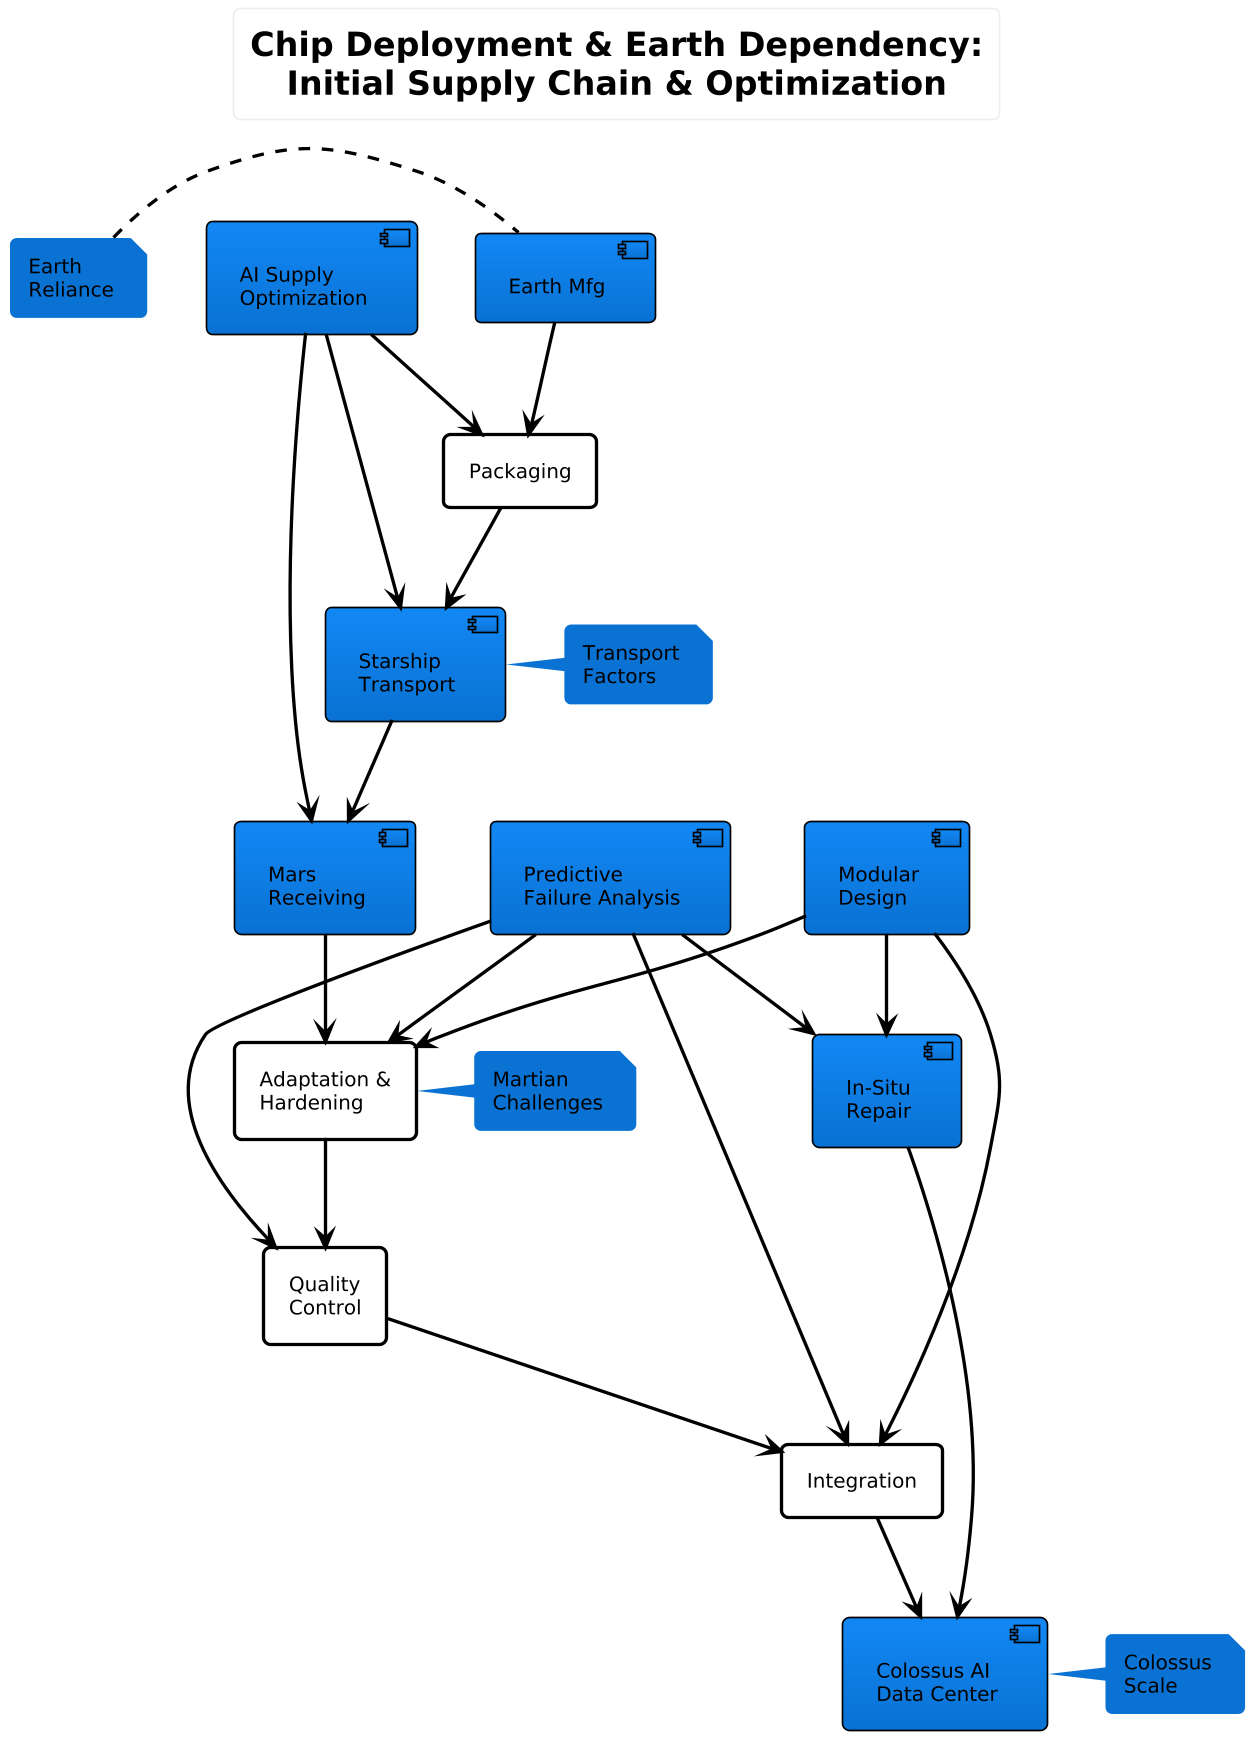 Chip Deployment & Earth Dependency:
Initial Supply Chain & Optimization
Earth
Reliance
AI Supply
Optimization
Earth Mfg
Packaging
Starship
Transport
Transport
Factors
Mars
Receiving
Predictive
Failure Analysis
Modular
Design
Adaptation &
Hardening
Martian
Challenges
In-Situ
Repair
Quality
Control
Integration
Colossus AI
Data Center
Colossus
Scale